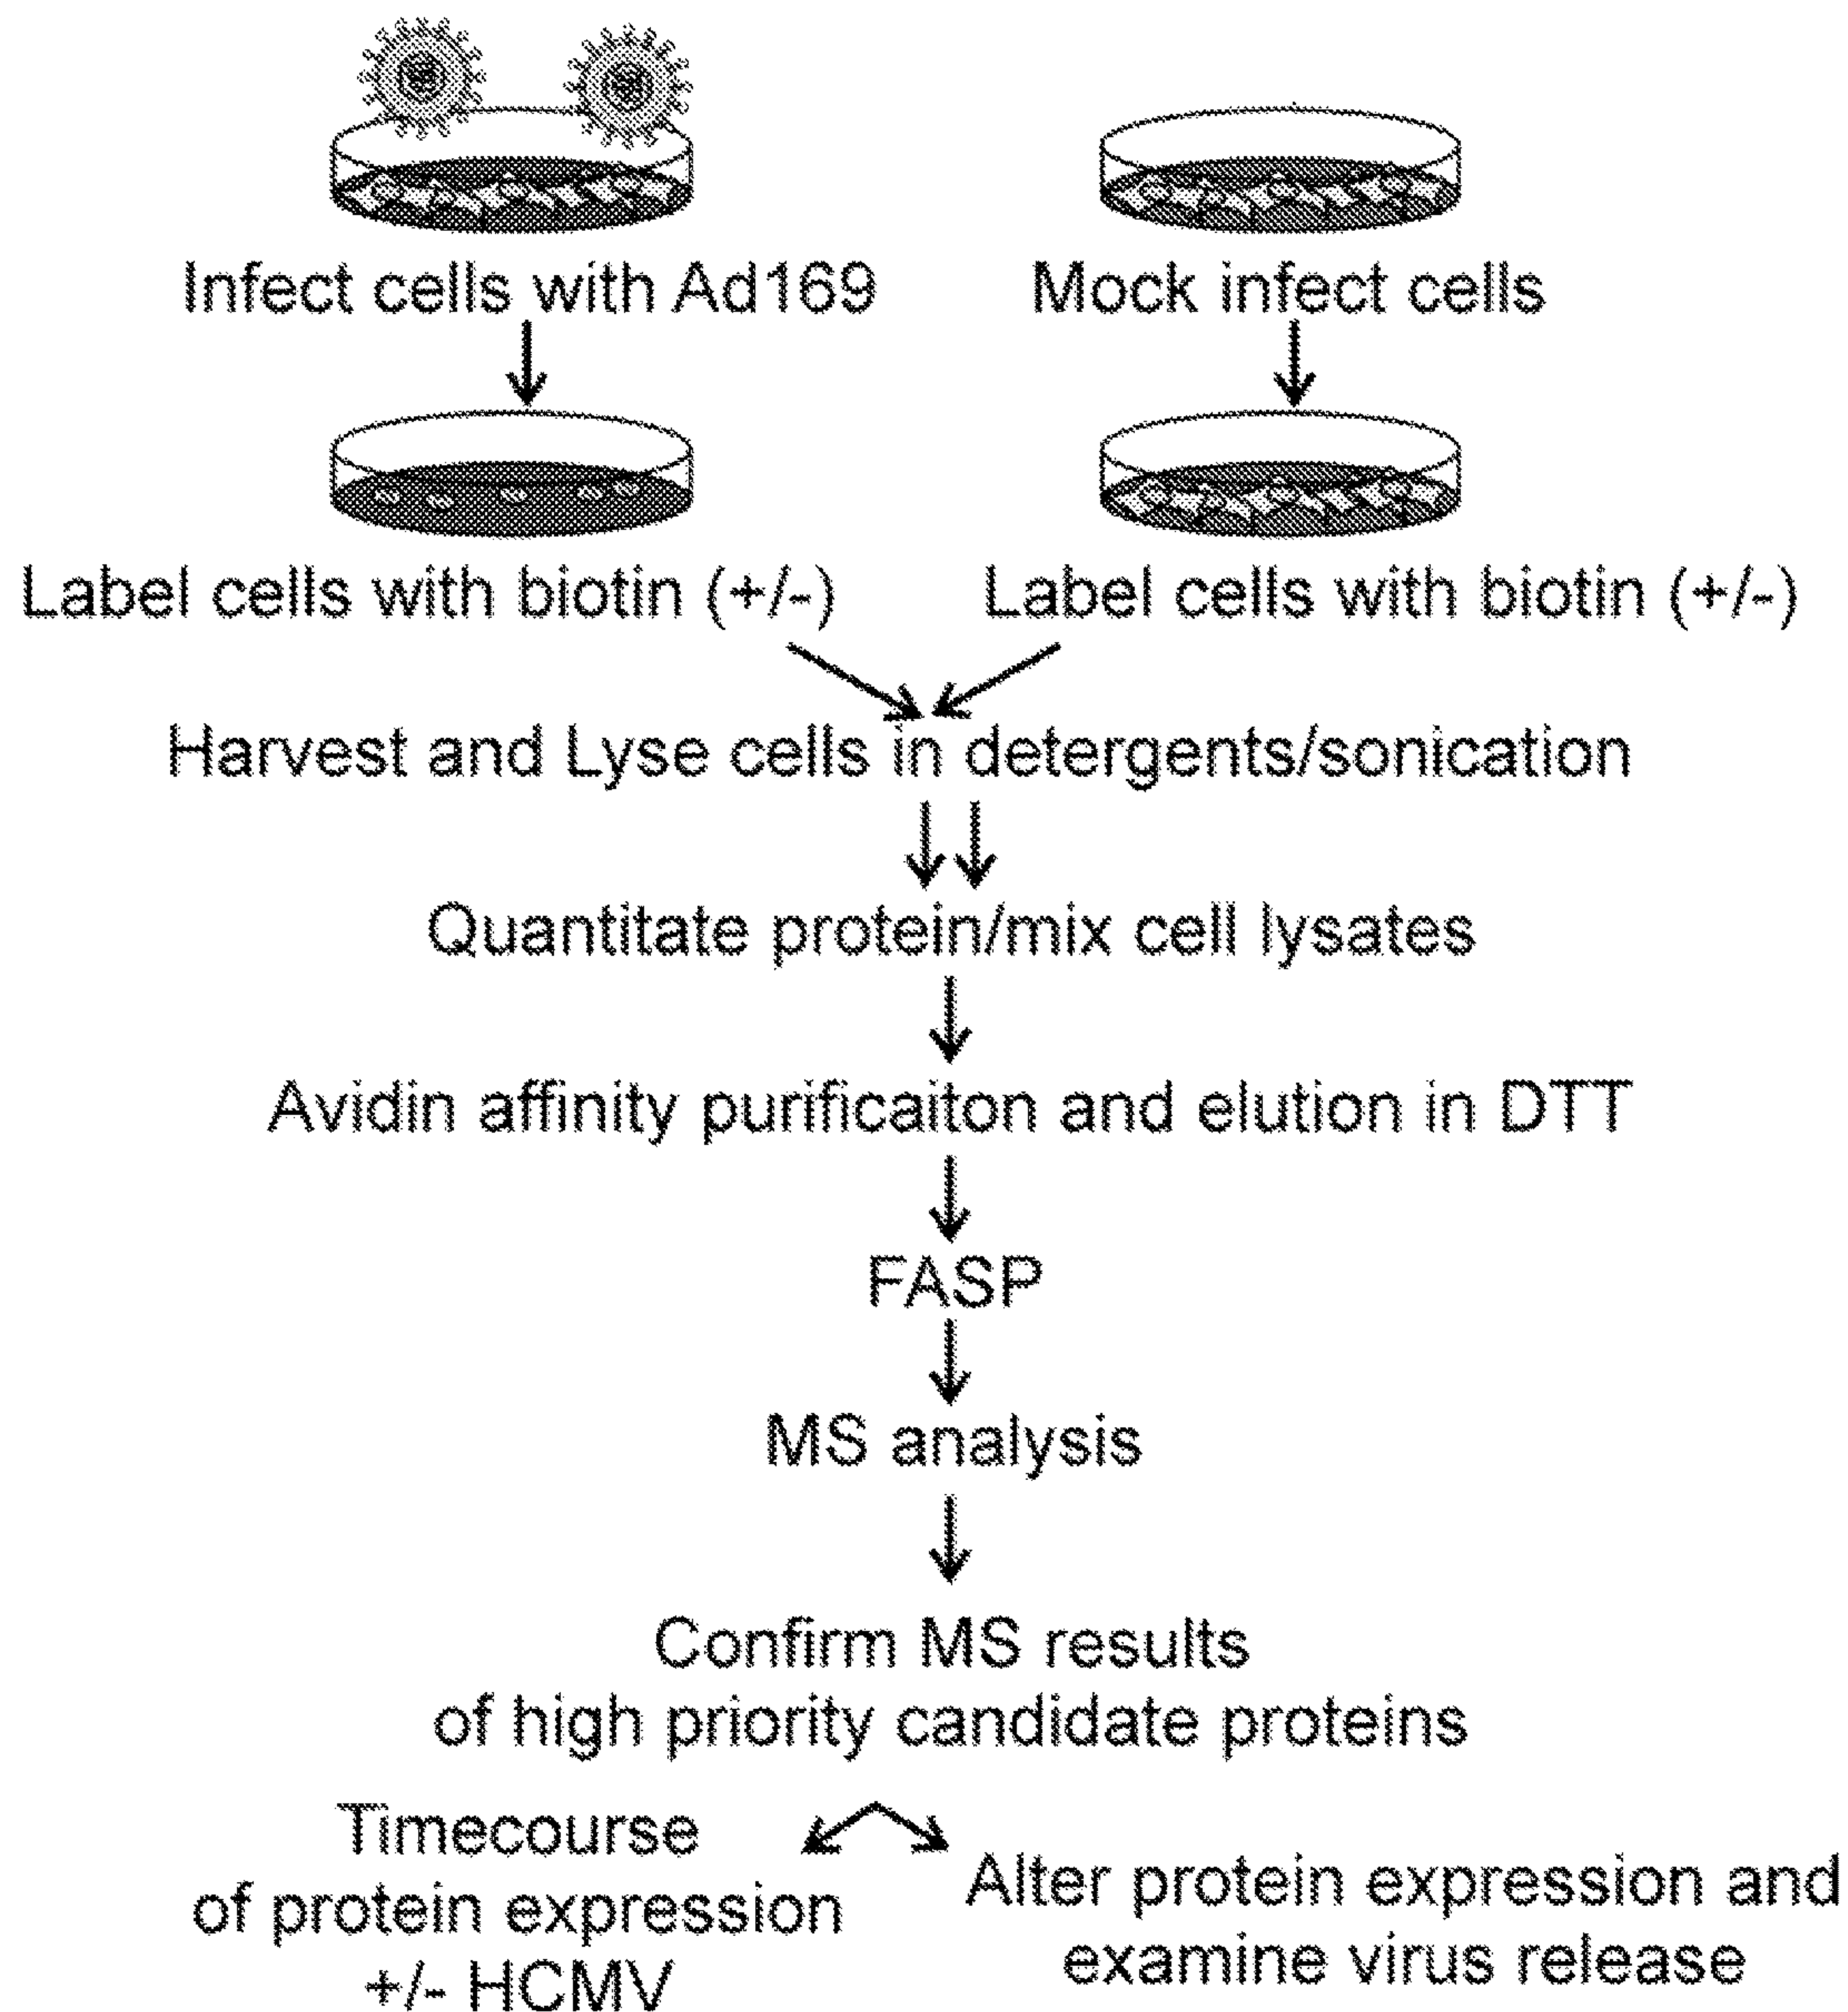 Infect cells with Ad169
Mock infect cells
Label cells with biotin (+/-)
Label cells with biotin (+/-)
Harvest and Lyse cells in detergents/sonication
Quantitate protein/mix cell lysates
Avidin affinity purificaiton and elution in DTT
FASP
MS analysis
Confirm MS results
of high priority candidate proteins
Timecourse
of protein expression
+/- HCMV
Alter protein expression and
examine virus release